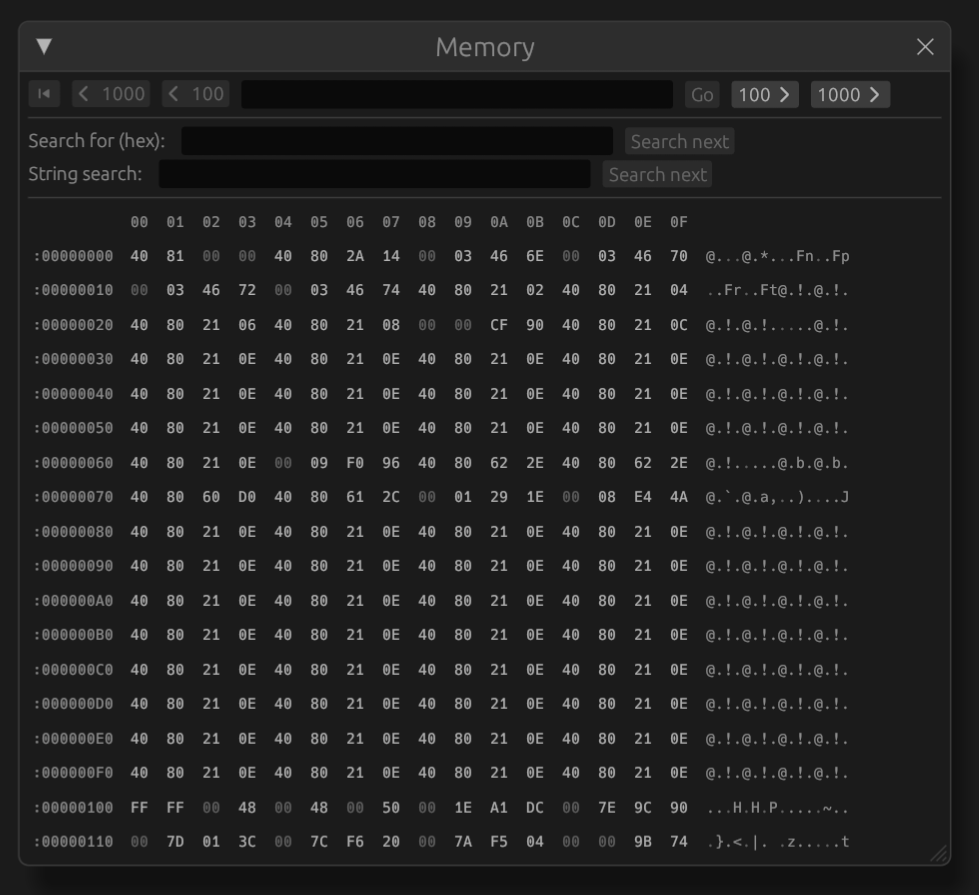 ▼ Memory ×
< 1000 < 100 Go 100 > 1000 >
Search for (hex): Search next
String search: Search next
00 01 02 03 04 05 06 07 08 09 0A 0B 0C 0D 0E 0F
:00000000 40 81 00 00 40 80 2A 14 00 03 46 6E 00 03 46 70 @...@.*...Fn..Fp
:00000010 00 03 46 72 00 03 46 74 40 80 21 02 40 80 21 04 ..Fr..Ft@.!.@.!.
:00000020 40 80 21 06 40 80 21 08 00 00 CF 90 40 80 21 0C @.!.@.!.....@.!.
:00000030 40 80 21 0E 40 80 21 0E 40 80 21 0E 40 80 21 0E @.!.@.!.@.!.@.!.
:00000040 40 80 21 0E 40 80 21 0E 40 80 21 0E 40 80 21 0E @.!.@.!.@.!.@.!.
:00000050 40 80 21 0E 40 80 21 0E 40 80 21 0E 40 80 21 0E @.!.@.!.@.!.@.!.
:00000060 40 80 21 0E 00 09 F0 96 40 80 62 2E 40 80 62 2E @.!.....@.b.@.b.
:00000070 40 80 60 D0 40 80 61 2C 00 01 29 1E 00 08 E4 4A @.`.@.a,..)....J
:00000080 40 80 21 0E 40 80 21 0E 40 80 21 0E 40 80 21 0E @.!.@.!.@.!.@.!.
:00000090 40 80 21 0E 40 80 21 0E 40 80 21 0E 40 80 21 0E @.!.@.!.@.!.@.!.
:000000A0 40 80 21 0E 40 80 21 0E 40 80 21 0E 40 80 21 0E @.!.@.!.@.!.@.!.
:000000B0 40 80 21 0E 40 80 21 0E 40 80 21 0E 40 80 21 0E @.!.@.!.@.!.@.!.
:000000C0 40 80 21 0E 40 80 21 0E 40 80 21 0E 40 80 21 0E @.!.@.!.@.!.@.!.
:000000D0 40 80 21 0E 40 80 21 0E 40 80 21 0E 40 80 21 0E @.!.@.!.@.!.@.!.
:000000E0 40 80 21 0E 40 80 21 0E 40 80 21 0E 40 80 21 0E @.!.@.!.@.!.@.!.
:000000F0 40 80 21 0E 40 80 21 0E 40 80 21 0E 40 80 21 0E @.!.@.!.@.!.@.!.
:00000100 FF FF 00 48 00 48 00 50 00 1E A1 DC 00 7E 9C 90 ...H.H.P.....~..
:00000110 00 7D 01 3C 00 7C F6 20 00 7A F5 04 00 00 9B 74 .}.<.|. .z.....t